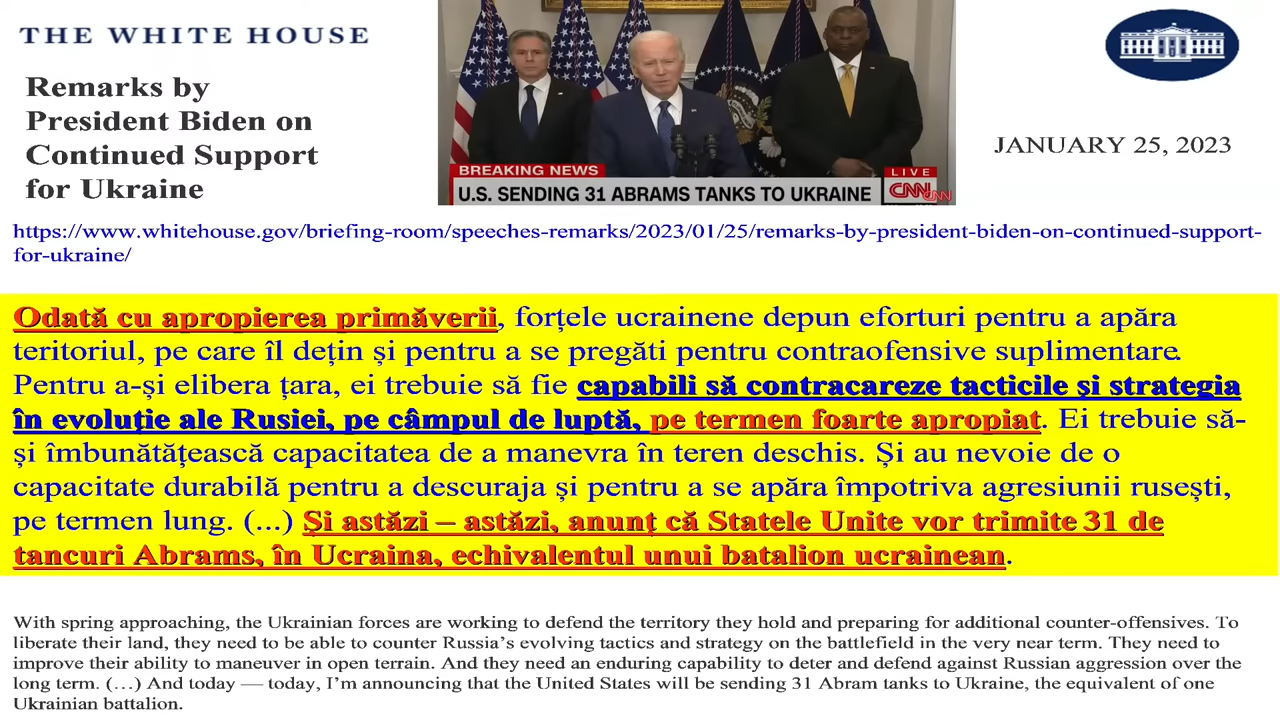 THE WHITE HOUSE
Remarks by
President Biden on
Continued Support
for Ukraine
BREAKING NEWS
LIVE
U.S. SENDING 31 ABRAMS TANKS TO UKRAINE
CNN
CNN
JANUARY 25, 2023
https://www.whitehouse.gov/briefing-room/speeches-remarks/2023/01/25/remarks-by-president-biden-on-continued-support-
for-ukraine/
Odată cu apropierea primăverii, forțele ucrainene depun eforturi pentru a apăra
teritoriul, pe care îl dețin și pentru a se pregăti pentru contraofensive suplimentare.
Pentru a-și elibera țara, ei trebuie să fie capabili să contracareze tacticile și strategia
în evoluție ale Rusiei, pe câmpul de luptă, pe termen foarte apropiat. Ei trebuie să-
și îmbunătățească capacitatea de a manevra în teren deschis. Și au nevoie de o
capacitate durabilă pentru a descuraja și pentru a se apăra împotriva agresiunii rusești,
pe termen lung. (...) Și astăzi – astăzi, anunț că Statele Unite vor trimite 31 de
tancuri Abrams, în Ucraina, echivalentul unui batalion ucrainean.
With spring approaching, the Ukrainian forces are working to defend the territory they hold and preparing for additional counter-offensives. To
liberate their land, they need to be able to counter Russia's evolving tactics and strategy on the battlefield in the very near term. They need to
improve their ability to maneuver in open terrain. And they need an enduring capability to deter and defend against Russian aggression over the
long term. (…) And today — today, I'm announcing that the United States will be sending 31 Abram tanks to Ukraine, the equivalent of one
Ukrainian battalion.